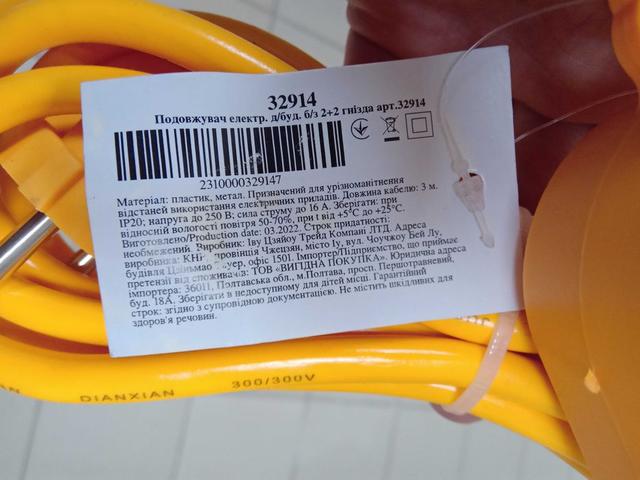 32914
Подовжувач електр. д/буд. б/з 2+2 гнізда арт.32914
2310000329147
Матеріал: пластик, метал. Призначений для урізноманітнення
відстаней використання електричних приладів. Довжина кабелю: 3 м.
IP20; напруга до 250 В; сила струму до 16 А. Зберігати: при
відносній вологості повітря 50-70%, при t від +5°C до +25°C.
Виготовлено/Production date: 03.2022. Строк придатності:
необмежений. Виробник: Іву Цзяйоу Трейд Компані ЛТД. Адреса
виробника: КНР, провінція Чжецзян, місто Іу, вул. Чоучжоу Бей Лу,
будівля офіс 1501. Імпортер/Підприємство, що приймає
претензії від споживачів: ТОВ "ВИГІДНА ПОКУПКА". Юридична адреса
імпортера: 36011, Полтавська обл., м.Полтава, просп. Першотравневий,
буд. 18А. Зберігати в недоступному для дітей місці. Гарантійний
строк: згідно з супровідною документацією. Не містить шкідливих для
здоров'я речовин.
DIANXIAN 300/300V